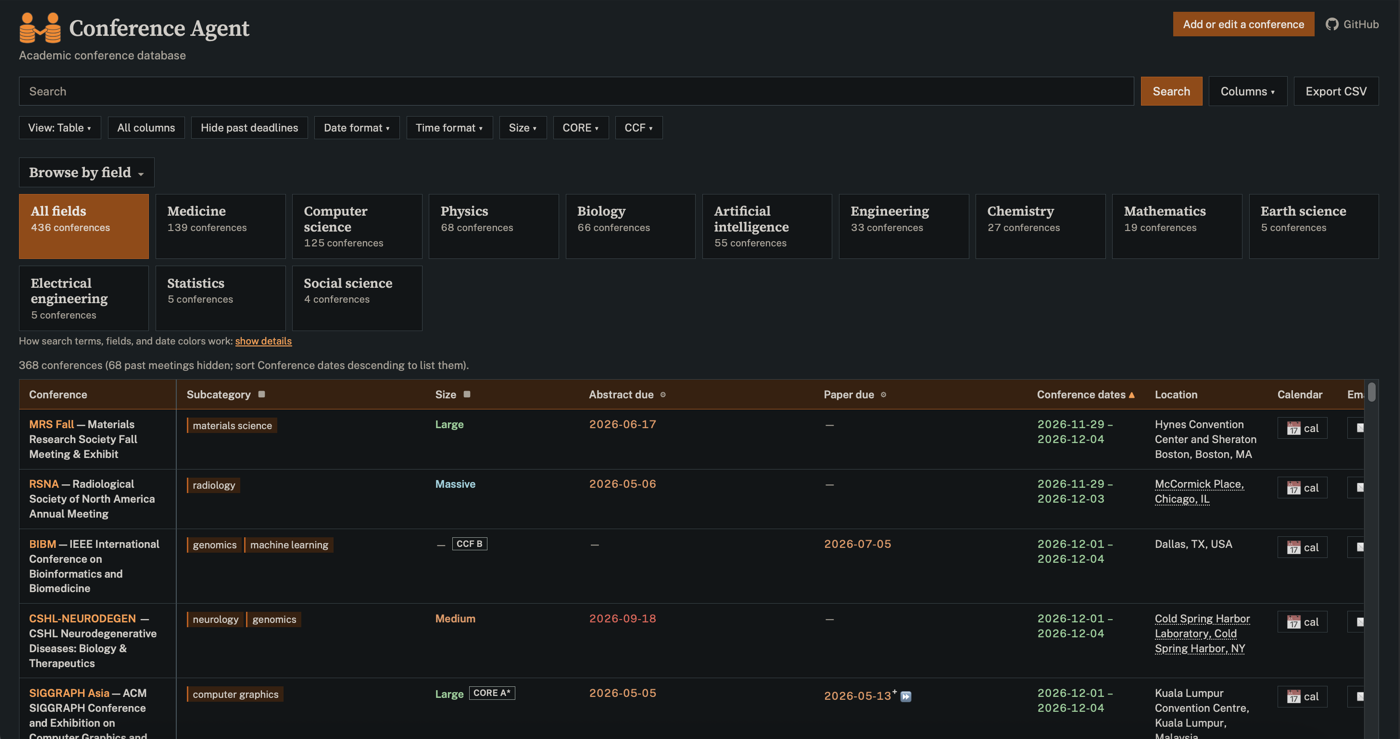 Conference Agent
Add or edit a conference
GitHub
Academic conference database
Search
Search
Columns ▾
Export CSV
View: Table ▾
All columns
Hide past deadlines
Date format ▾
Time format ▾
Size ▾
CORE ▾
CCF ▾
Browse by field
All fields
436 conferences
Medicine
139 conferences
Computer
science
125 conferences
Physics
68 conferences
Biology
66 conferences
Artificial
intelligence
55 conferences
Engineering
33 conferences
Chemistry
27 conferences
Mathematics
19 conferences
Earth science
5 conferences
Electrical
engineering
5 conferences
Statistics
5 conferences
Social science
4 conferences
How search terms, fields, and date colors work: show details
368 conferences (68 past meetings hidden; sort Conference dates descending to list them).
Conference
Subcategory
Size
Abstract due
Paper due
Conference dates ▲
Location
Calendar
Em
MRS Fall — Materials
Research Society Fall
Meeting & Exhibit
materials science
Large
2026-06-17
—
2026-11-29 –
2026-12-04
Hynes Convention
Center and Sheraton
Boston, Boston, MA
17 cal
RSNA — Radiological
Society of North America
Annual Meeting
radiology
Massive
2026-05-06
—
2026-11-29 –
2026-12-03
McCormick Place,
Chicago, IL
17 cal
BIBM — IEEE International
Conference on
Bioinformatics and
Biomedicine
genomics
machine learning
— CCF B
—
2026-07-05
2026-12-01 –
2026-12-04
Dallas, TX, USA
17 cal
CSHL-NEURODEGEN —
CSHL Neurodegenerative
Diseases: Biology &
Therapeutics
neurology
genomics
Medium
2026-09-18
—
2026-12-01 –
2026-12-04
Cold Spring Harbor
Laboratory, Cold
Spring Harbor, NY
17 cal
SIGGRAPH Asia — ACM
SIGGRAPH Conference
and Exhibition on
Computer Graphics and
computer graphics
Large CORE A*
2026-05-05
2026-05-13+
2026-12-01 –
2026-12-04
Kuala Lumpur
Convention Centre,
Kuala Lumpur,
Malaysia
17 cal